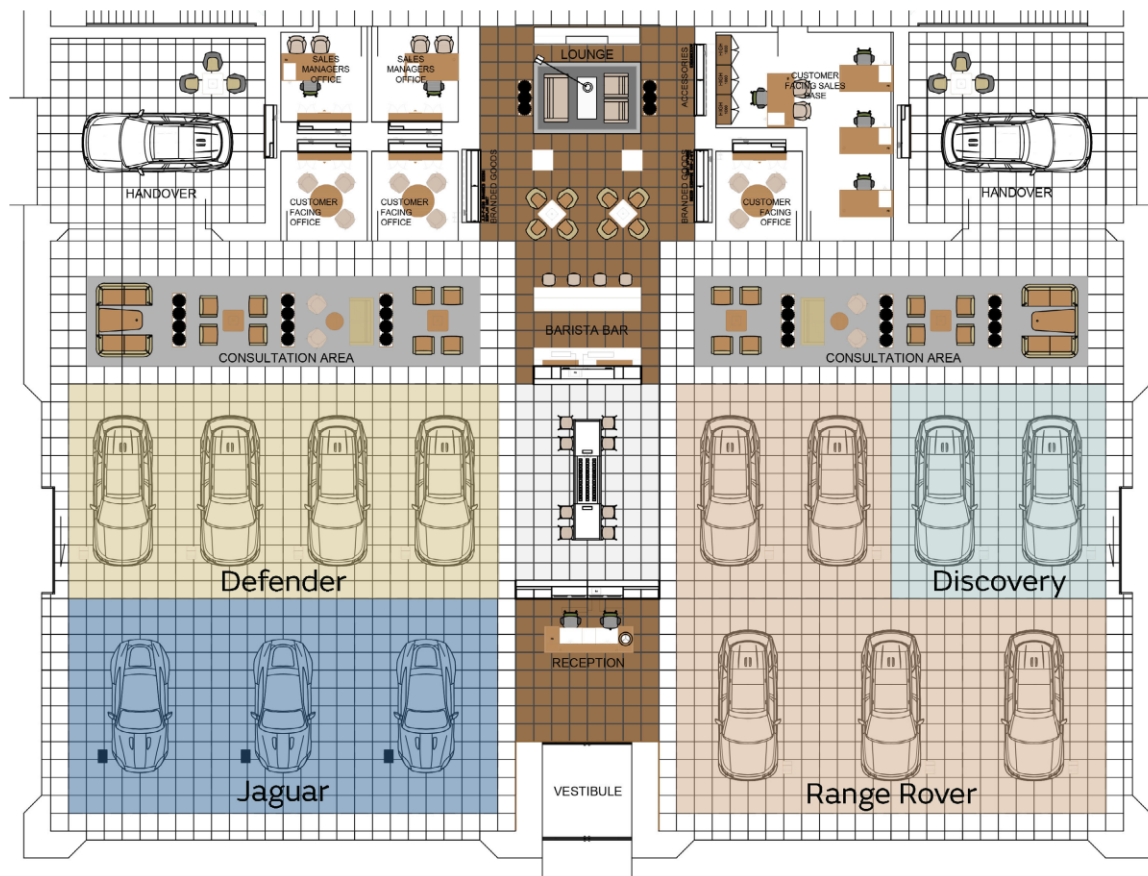 LOUNGE
SALES
MANAGERS
OFFICE
SALES
MANAGERS
OFFICE
ACCESSORIES
CUSTOMER
FACING SALES
BASE
HANDOVER
CUSTOMER
FACING
OFFICE
CUSTOMER
FACING
OFFICE
BRANDED GOODS
BRANDED GOODS
CUSTOMER
FACING
OFFICE
HANDOVER
CONSULTATION AREA
BARISTA BAR
CONSULTATION AREA
Defender
Discovery
RECEPTION
Jaguar
VESTIBULE
Range Rover